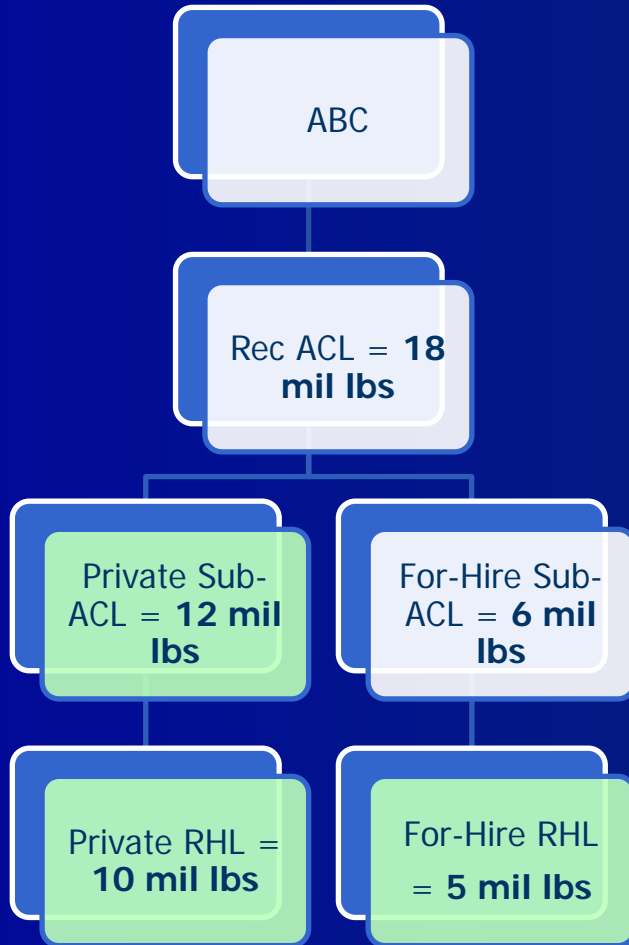 ABC
Rec ACL = 18
mil lbs
Private Sub-
ACL = 12 mil
lbs
For-Hire Sub-
ACL = 6 mil
lbs
Private RHL =
10 mil lbs
For-Hire RHL
= 5 mil lbs